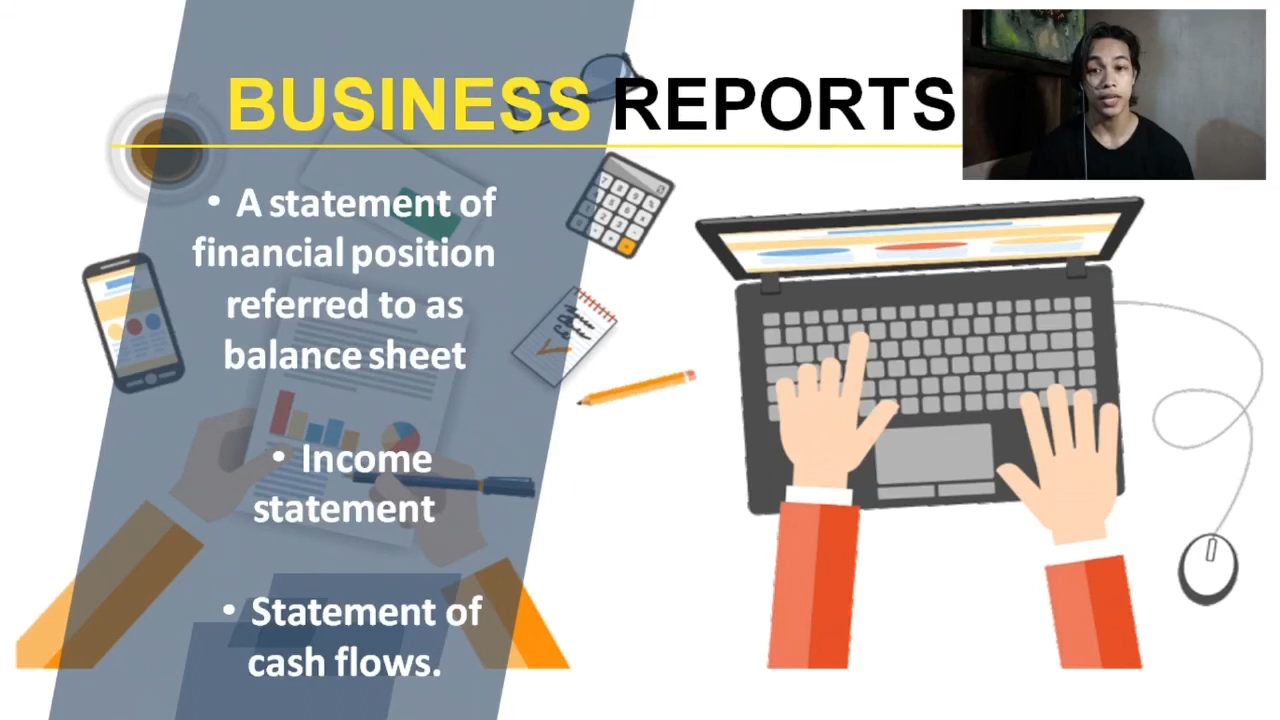 BUSINESS REPORTS
• A statement of
financial position
referred to as
balance sheet
• Income
statement
• Statement of
cash flows.